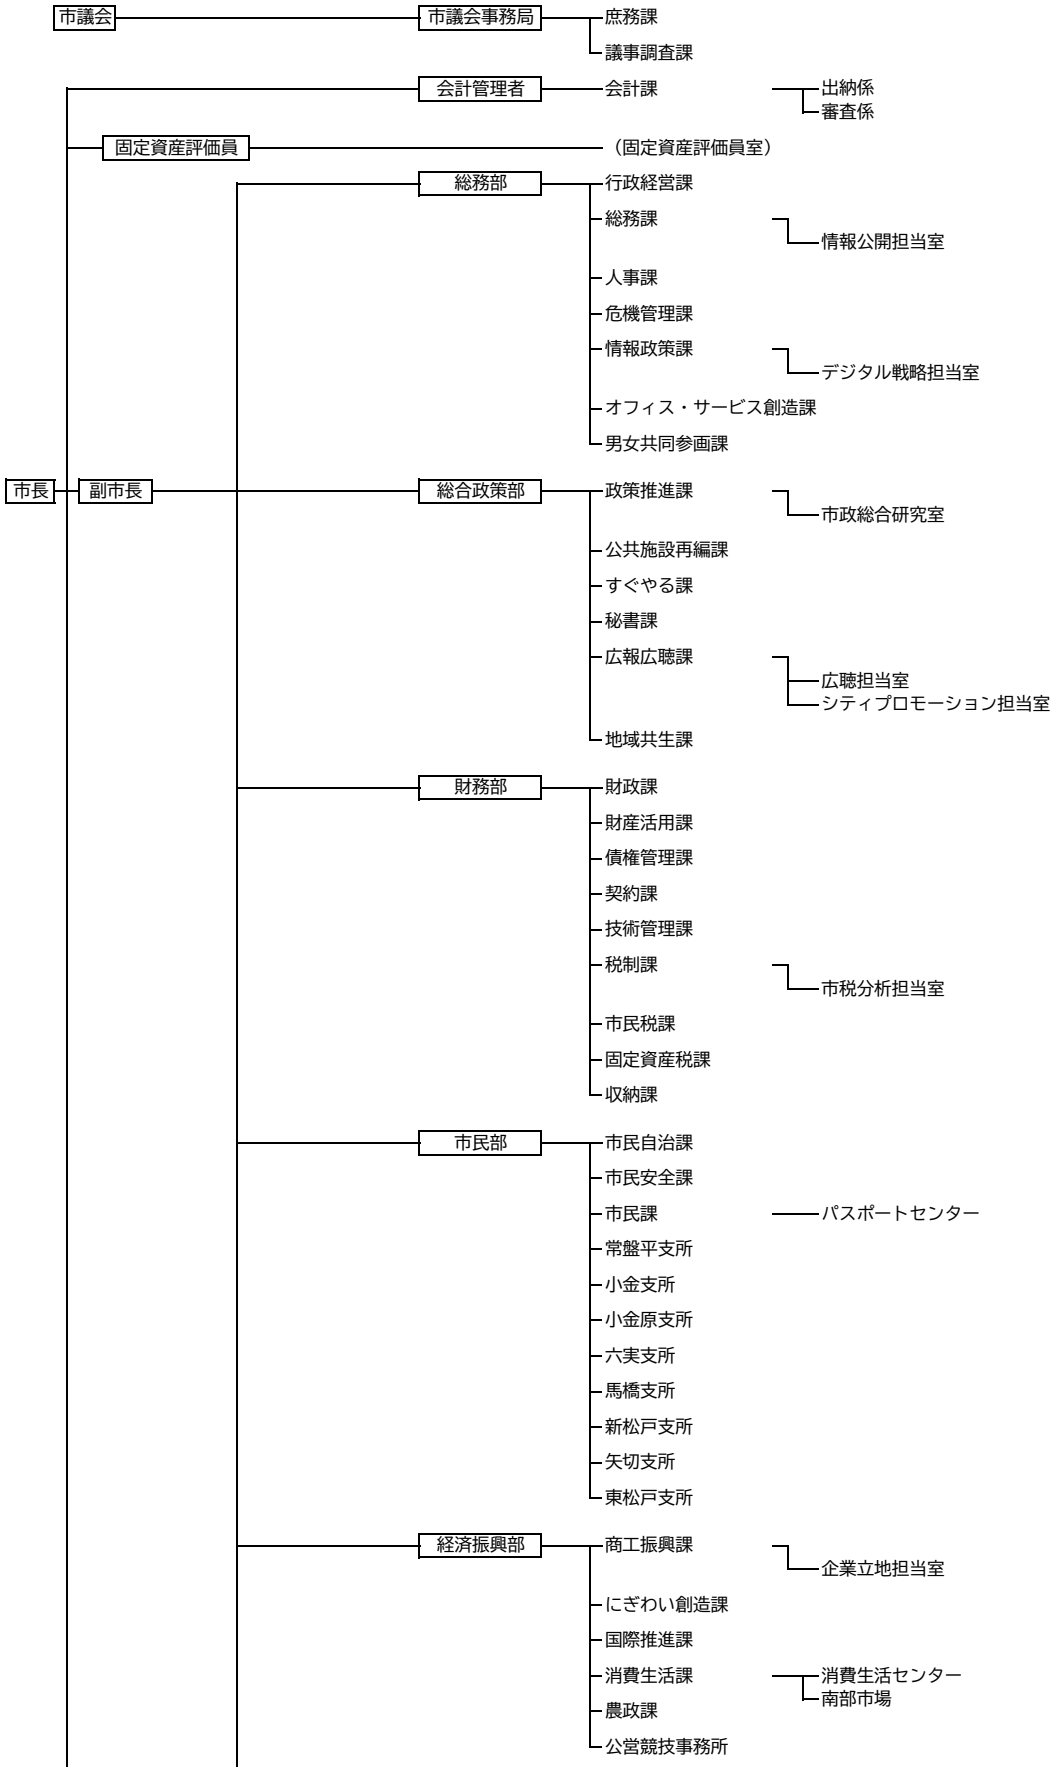 市議会 市議会事務局 庶務課
議事調査課
会計管理者 会計課 出納係
審査係
固定資産評価員 （固定資産評価員室）
総務部 行政経営課
総務課
情報公開担当室
人事課
危機管理課
情報政策課
デジタル戦略担当室
オフィス・サービス創造課
男女共同参画課
市長 副市長 総合政策部 政策推進課
市政総合研究室
公共施設再編課
すぐやる課
秘書課
広報広聴課
広聴担当室
シティプロモーション担当室
地域共生課
財務部 財政課
財産活用課
債権管理課
契約課
技術管理課
税制課
市税分析担当室
市民税課
固定資産税課
収納課
市民部 市民自治課
市民安全課
市民課 パスポートセンター
常盤平支所
小金支所
小金原支所
六実支所
馬橋支所
新松戸支所
矢切支所
東松戸支所
経済振興部 商工振興課
企業立地担当室
にぎわい創造課
国際推進課
消費生活課 消費生活センター
南部市場
農政課
公営競技事務所